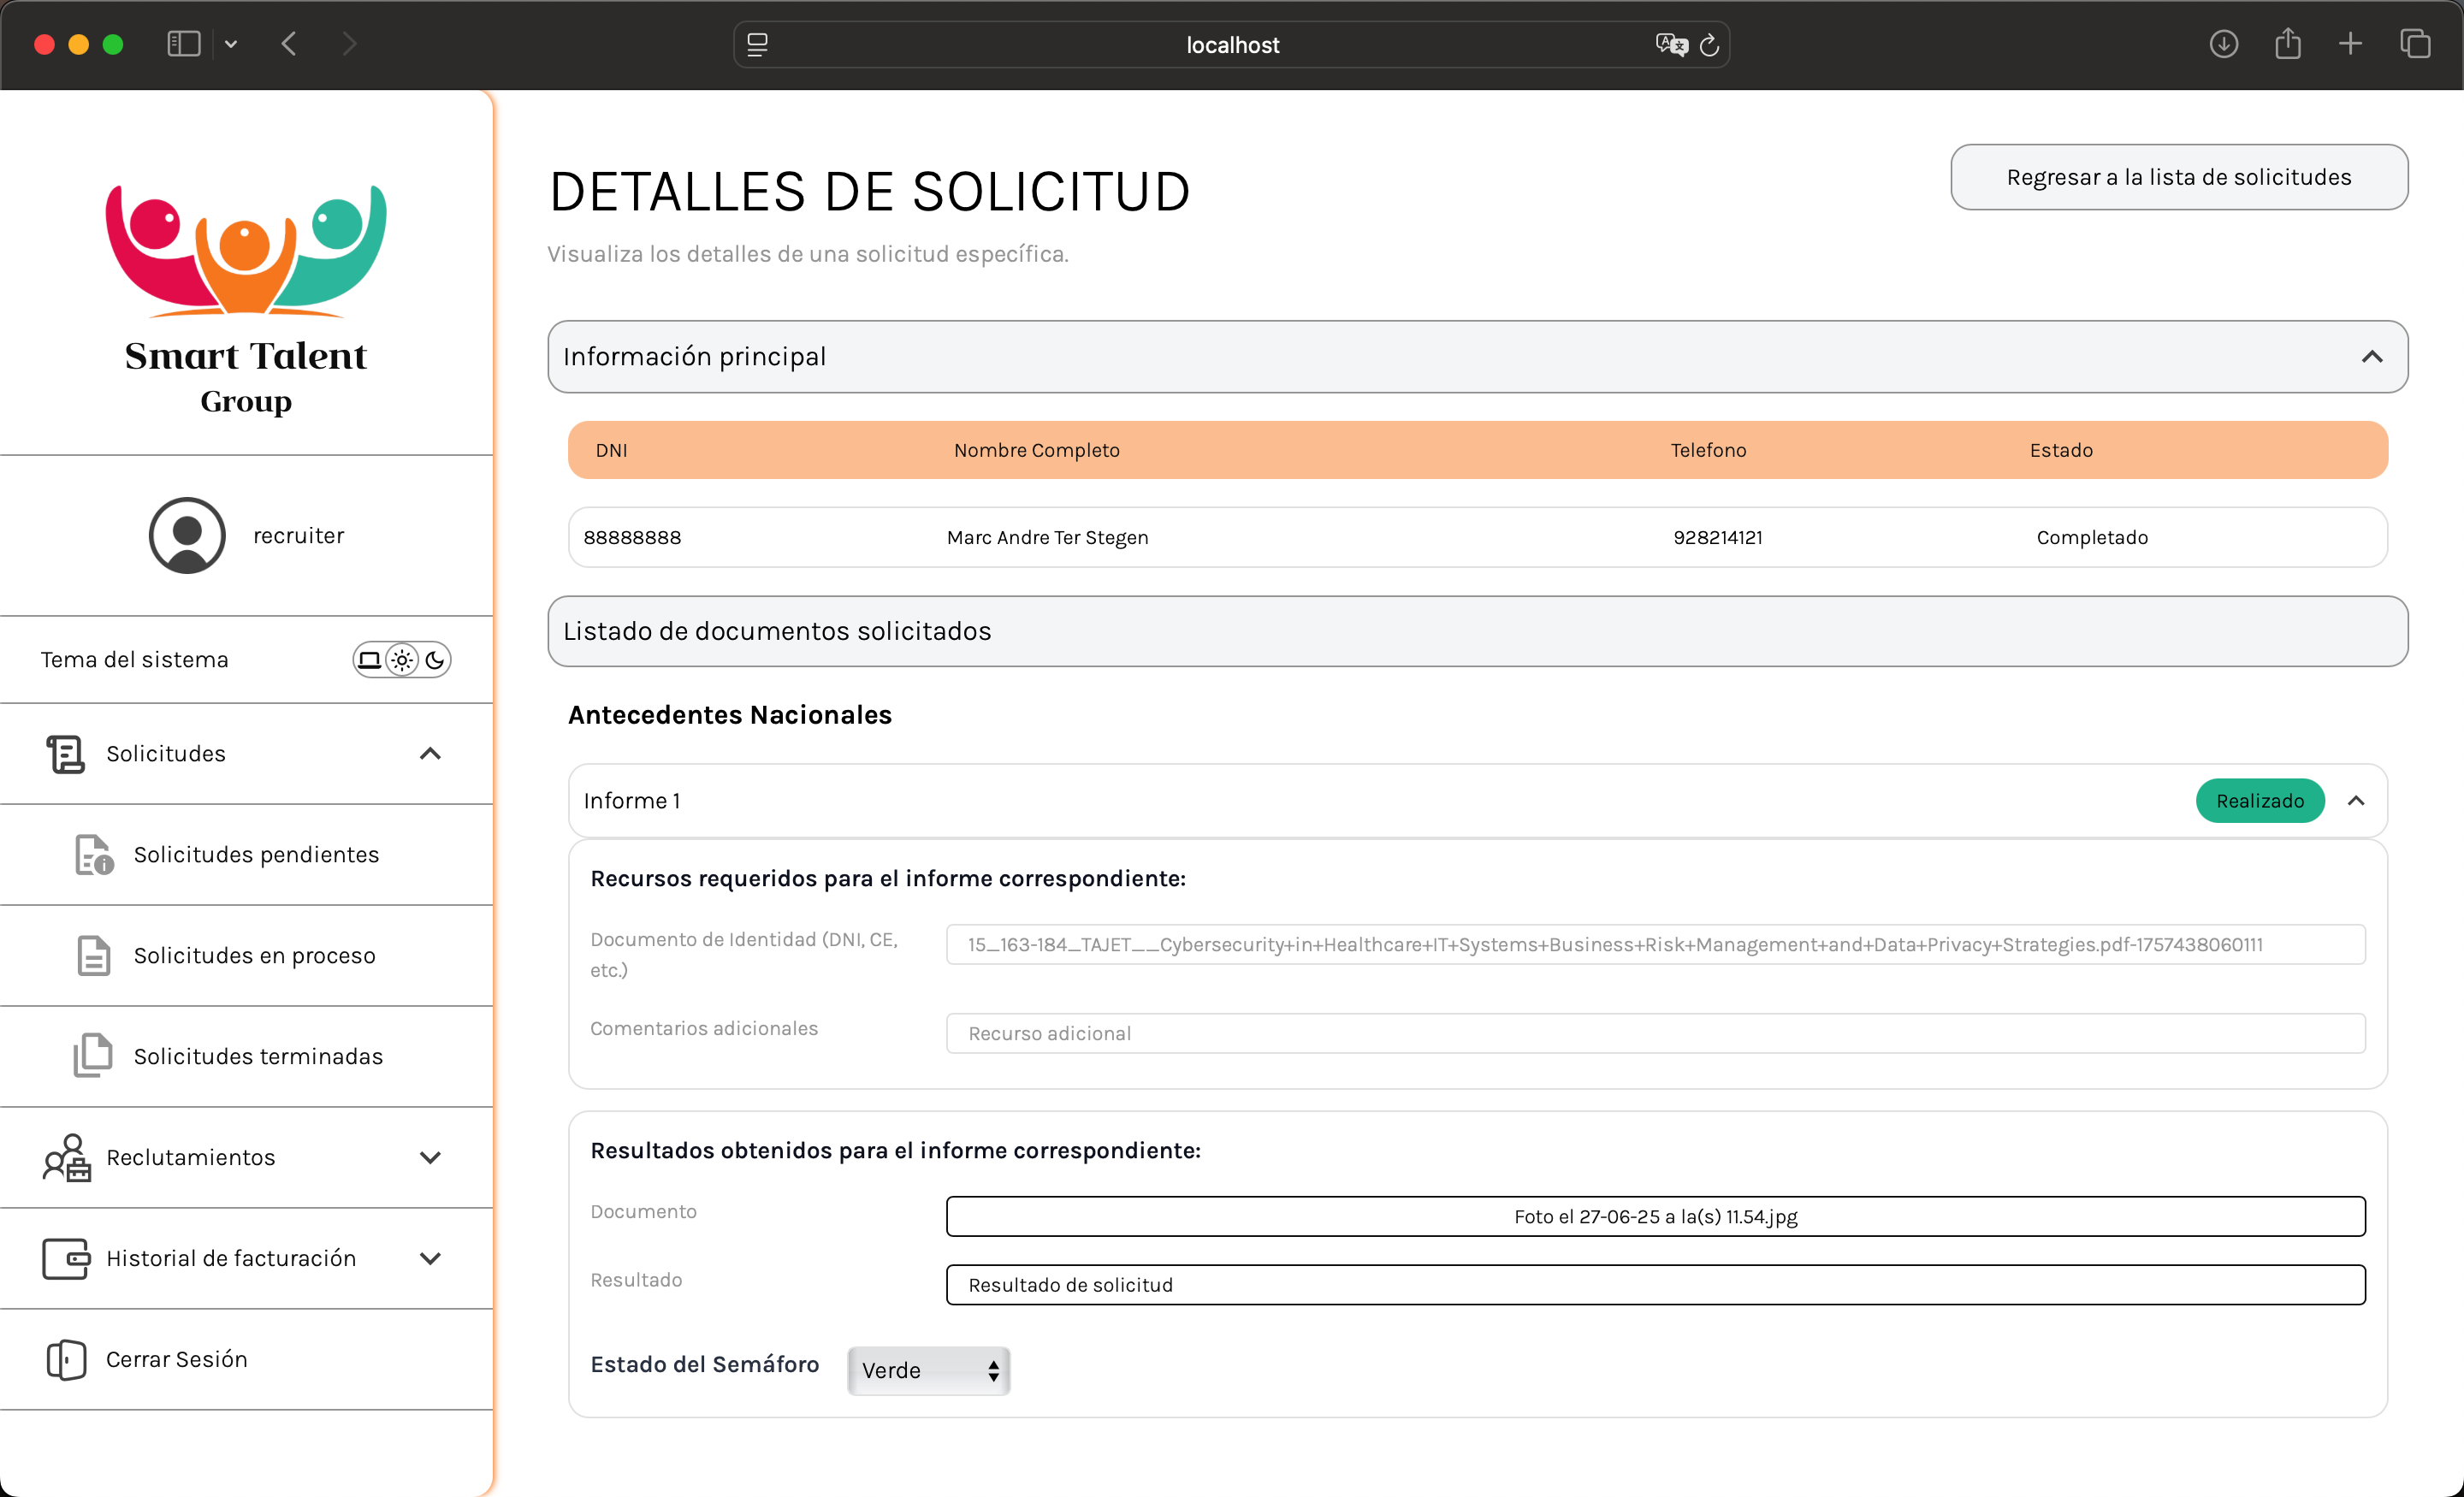 localhost
Smart Talent
Group
recruiter
Tema del sistema
Solicitudes
Solicitudes pendientes
Solicitudes en proceso
Solicitudes terminadas
Reclutamientos
Historial de facturación
Cerrar Sesión
DETALLES DE SOLICITUD
Regresar a la lista de solicitudes
Visualiza los detalles de una solicitud específica.
Información principal
DNI Nombre Completo Telefono Estado
88888888 Marc Andre Ter Stegen 928214121 Completado
Listado de documentos solicitados
Antecedentes Nacionales
Informe 1 Realizado
Recursos requeridos para el informe correspondiente:
Documento de Identidad (DNI, CE,
etc.)
15_163-184_TAJET__Cybersecurity+in+Healthcare+IT+Systems+Business+Risk+Management+and+Data+Privacy+Strategies.pdf-1757438060111
Comentarios adicionales Recurso adicional
Resultados obtenidos para el informe correspondiente:
Documento Foto el 27-06-25 a la(s) 11.54.jpg
Resultado Resultado de solicitud
Estado del Semáforo Verde